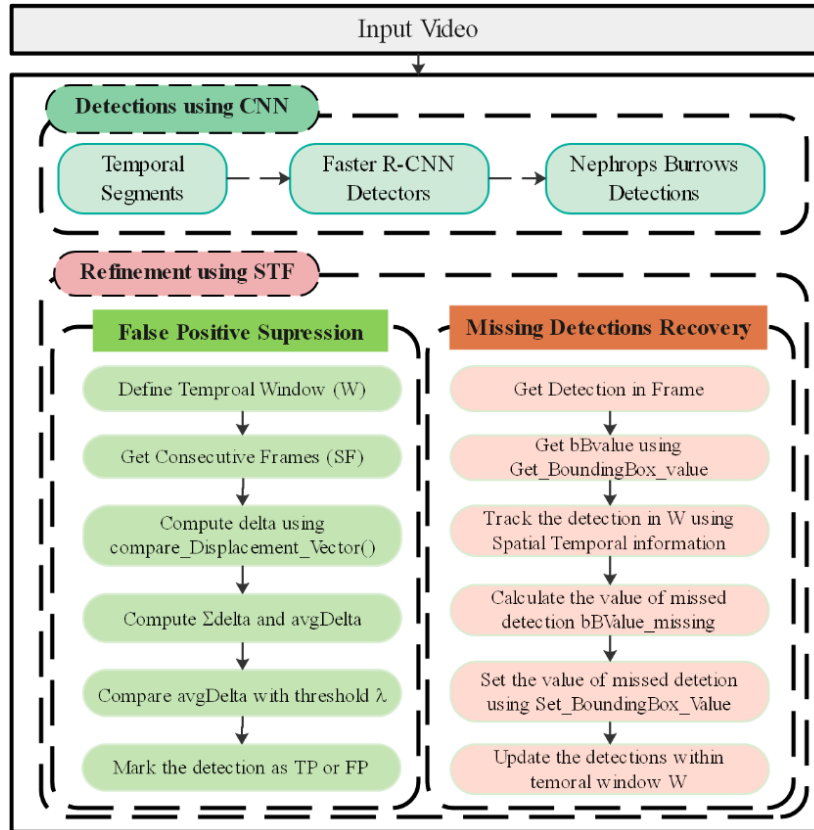 Input Video
Detections using CNN
Temporal
Segments
Faster R-CNN
Detectors
Nephrops Burrows
Detections
Refinement using STF
False Positive Supression
Define Temproal Window (W)
Get Consecutive Frames (SF)
Compute delta using
compare_Displacement_Vector()
Compute Σdelta and avgDelta
Compare avgDelta with threshold λ
Mark the detection as TP or FP
Missing Detections Recovery
Get Detection in Frame
Get bBvalue using
Get_BoundingBox_value
Track the detection in W using
Spatial Temporal information
Calculate the value of missed
detection bBValue_missing
Set the value of missed detetion
using Set_BoundingBox_Value
Update the detections within
temoral window W